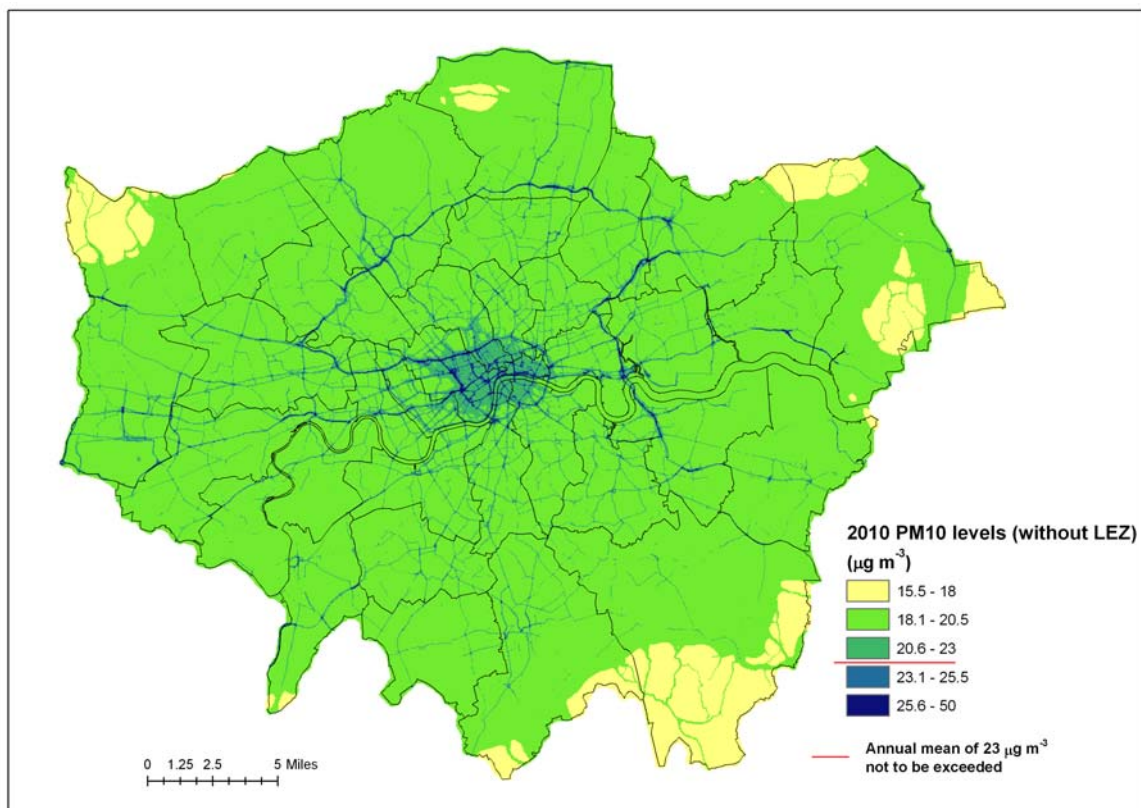 2010 PM10 levels (without LEZ)
(µg m⁻³)
15.5 - 18
18.1 - 20.5
20.6 - 23
23.1 - 25.5
25.6 - 50
Annual mean of 23 µg m⁻³
not to be exceeded
0 1.25 2.5 5 Miles